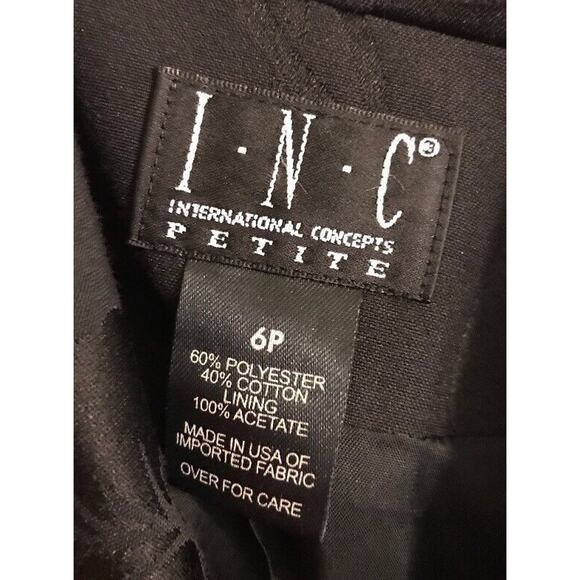 I · N · C®
INTERNATIONAL CONCEPTS
PETITE
6P
60% POLYESTER
40% COTTON
LINING
100% ACETATE
MADE IN USA OF
IMPORTED FABRIC
OVER FOR CARE